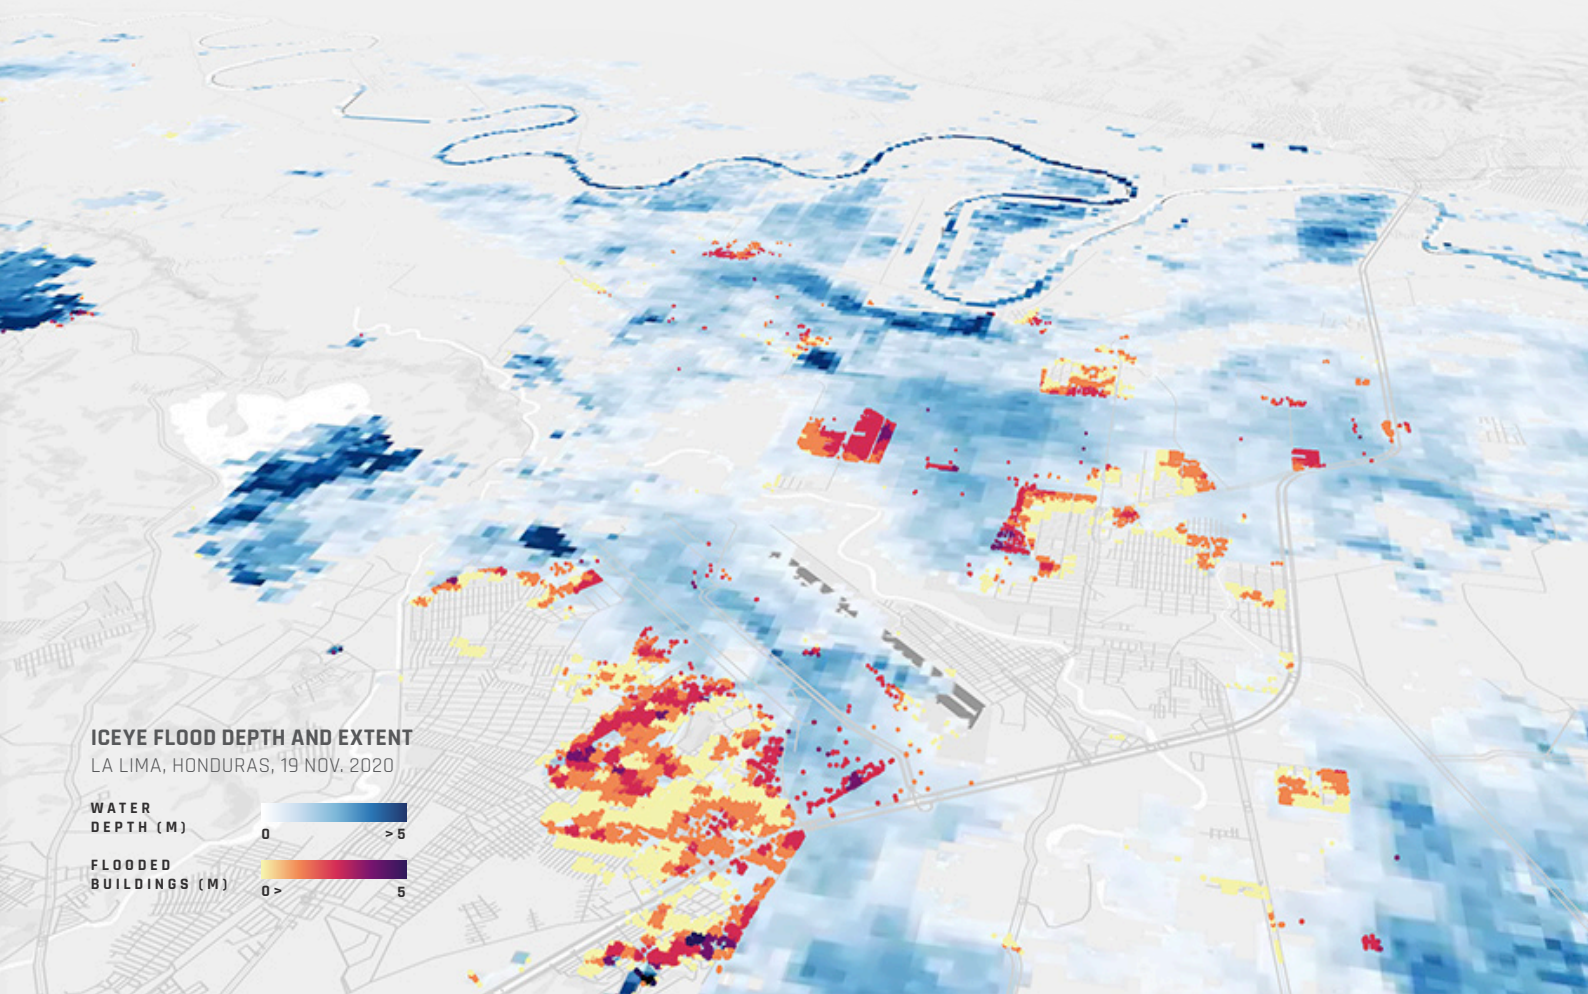 ICEYE FLOOD DEPTH AND EXTENT
LA LIMA, HONDURAS, 19 NOV. 2020
WATER
DEPTH (M)
0 >5
FLOODED
BUILDINGS (M)
0> 5